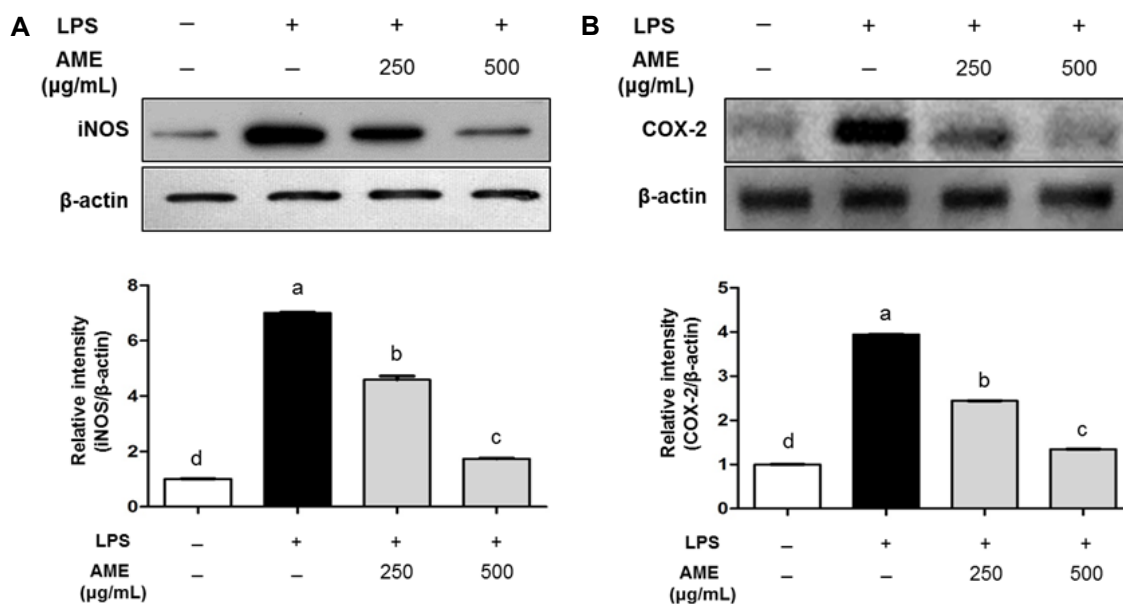 A
LPS – + + +
AME
(µg/mL) – – 250 500
iNOS
β-actin
Relative intensity
(iNOS/β-actin)
8
6
4
2
0
d a b c
LPS – + + +
AME
(µg/mL) – – 250 500
B
LPS – + + +
AME
(µg/mL) – – 250 500
COX-2
β-actin
Relative intensity
(COX-2/β-actin)
5
4
3
2
1
0
d a b c
LPS – + + +
AME
(µg/mL) – – 250 500